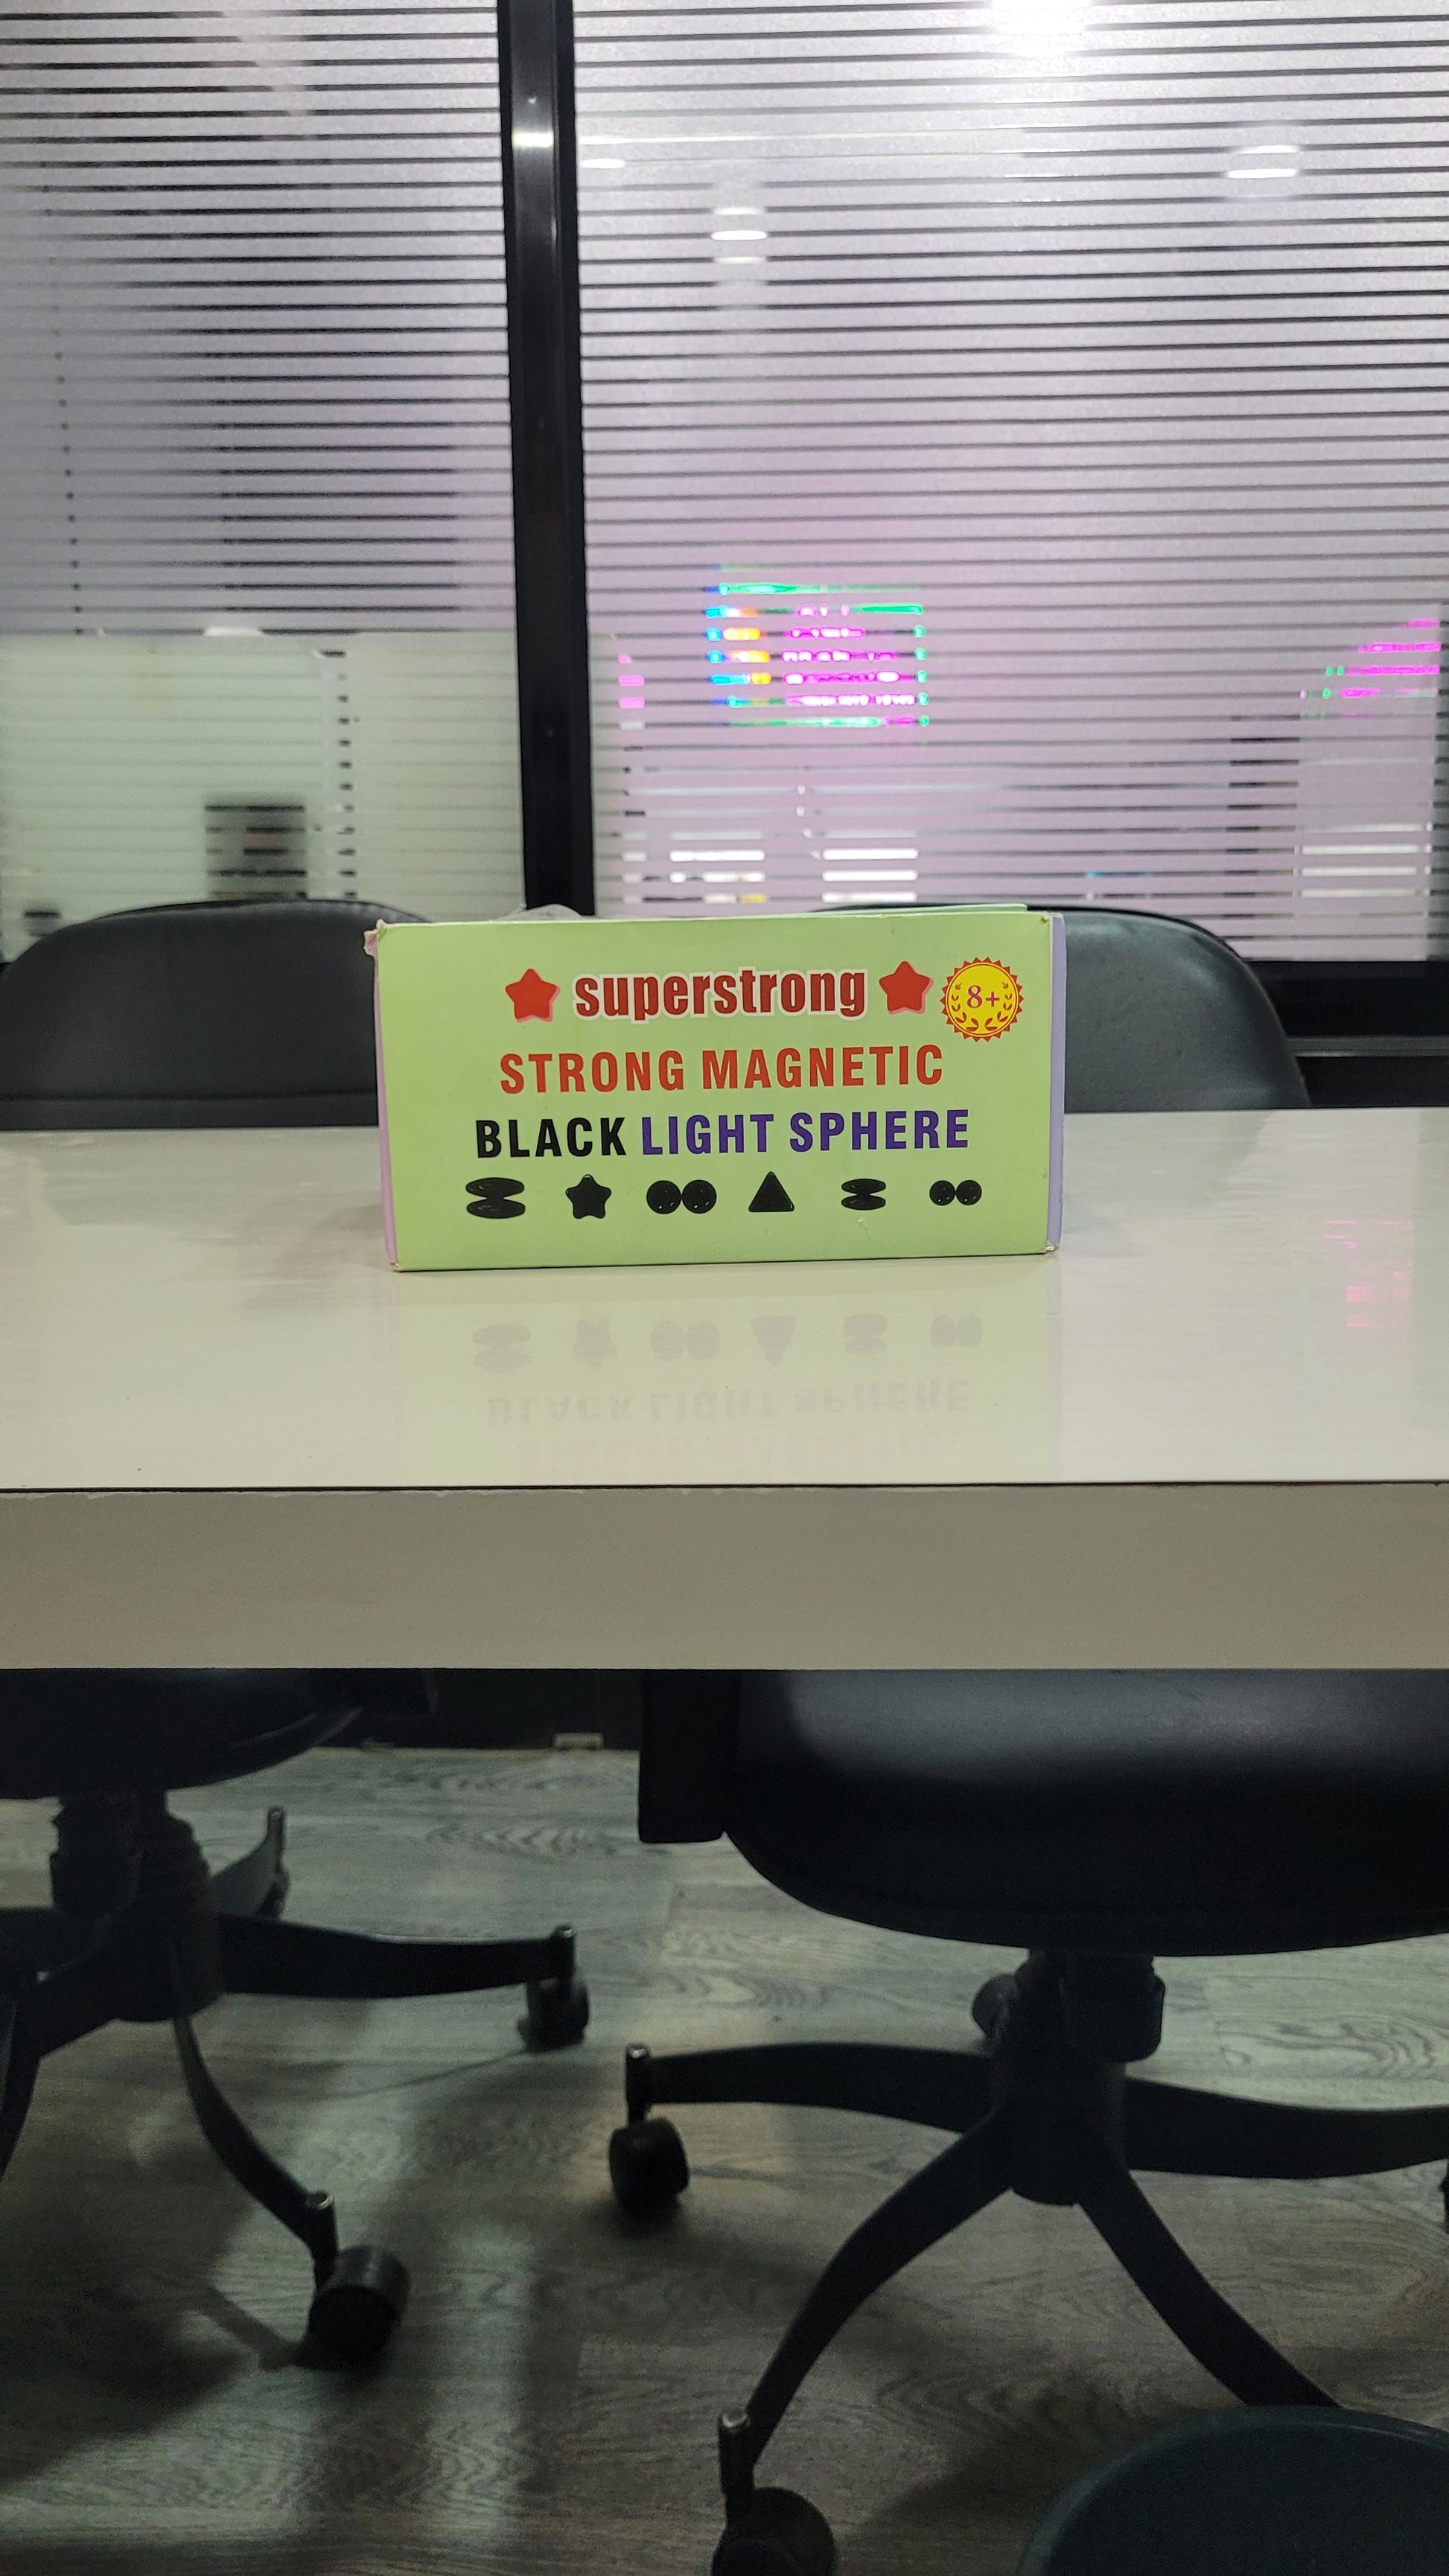 superstrong
8+
STRONG MAGNETIC
BLACK LIGHT SPHERE